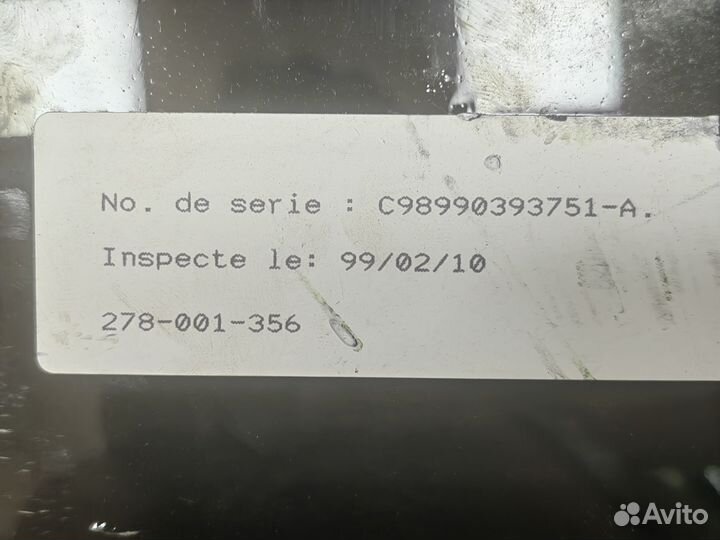 No. de serie : C98990393751-A.
Inspecte le: 99/02/10
278-001-356
Avito